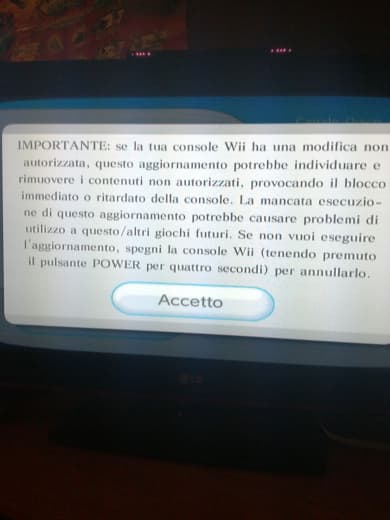 IMPORTANTE: se la tua console Wii ha una modifica non
autorizzata, questo aggiornamento potrebbe individuare e
rimuovere i contenuti non autorizzati, provocando il blocco
immediato o ritardato della console. La mancata esecuzio-
ne di questo aggiornamento potrebbe causare problemi di
utilizzo a questo/altri giochi futuri. Se non vuoi eseguire
l'aggiornamento, spegni la console Wii (tenendo premuto
il pulsante POWER per quattro secondi) per annullarlo.
Accetto
LG